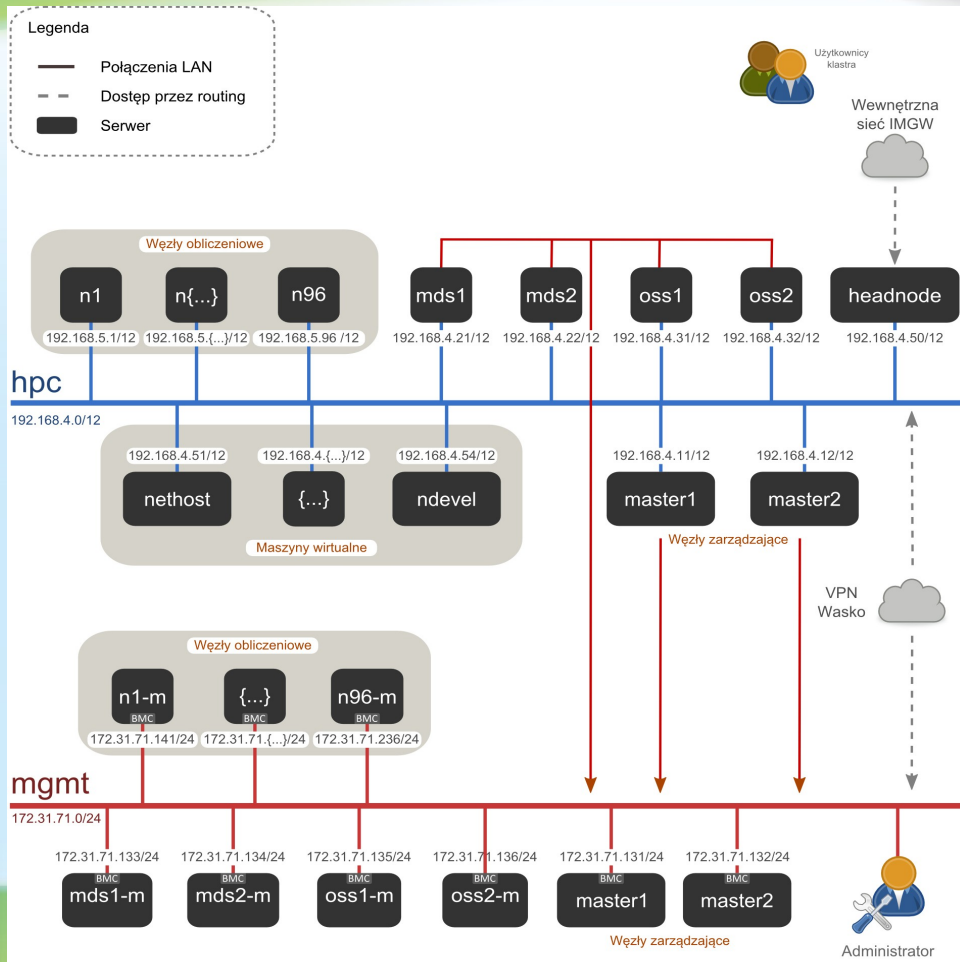 Legenda
Połączenia LAN
Dostęp przez routing
Serwer
Użytkownicy
klastra
Wewnętrzna
sieć IMGW
Węzły obliczeniowe
n1
n{...}
n96
mds1
mds2
oss1
oss2
headnode
192.168.5.1/12
192.168.5.{...}/12
192.168.5.96 /12
192.168.4.21/12
192.168.4.22/12
192.168.4.31/12
192.168.4.32/12
192.168.4.50/12
hpc
192.168.4.0/12
192.168.4.51/12
192.168.4.{...}/12
192.168.4.54/12
192.168.4.11/12
192.168.4.12/12
nethost
{...}
ndevel
master1
master2
Maszyny wirtualne
Węzły zarządzające
VPN
Wasko
Węzły obliczeniowe
n1-m
{...}
n96-m
BMC
BMC
BMC
172.31.71.141/24
172.31.71.{...}/24
172.31.71.236/24
mgmt
172.31.71.0/24
172.31.71.133/24
172.31.71.134/24
172.31.71.135/24
172.31.71.136/24
172.31.71.131/24
172.31.71.132/24
BMC
BMC
BMC
BMC
BMC
BMC
mds1-m
mds2-m
oss1-m
oss2-m
master1
master2
Węzły zarządzające
Administrator